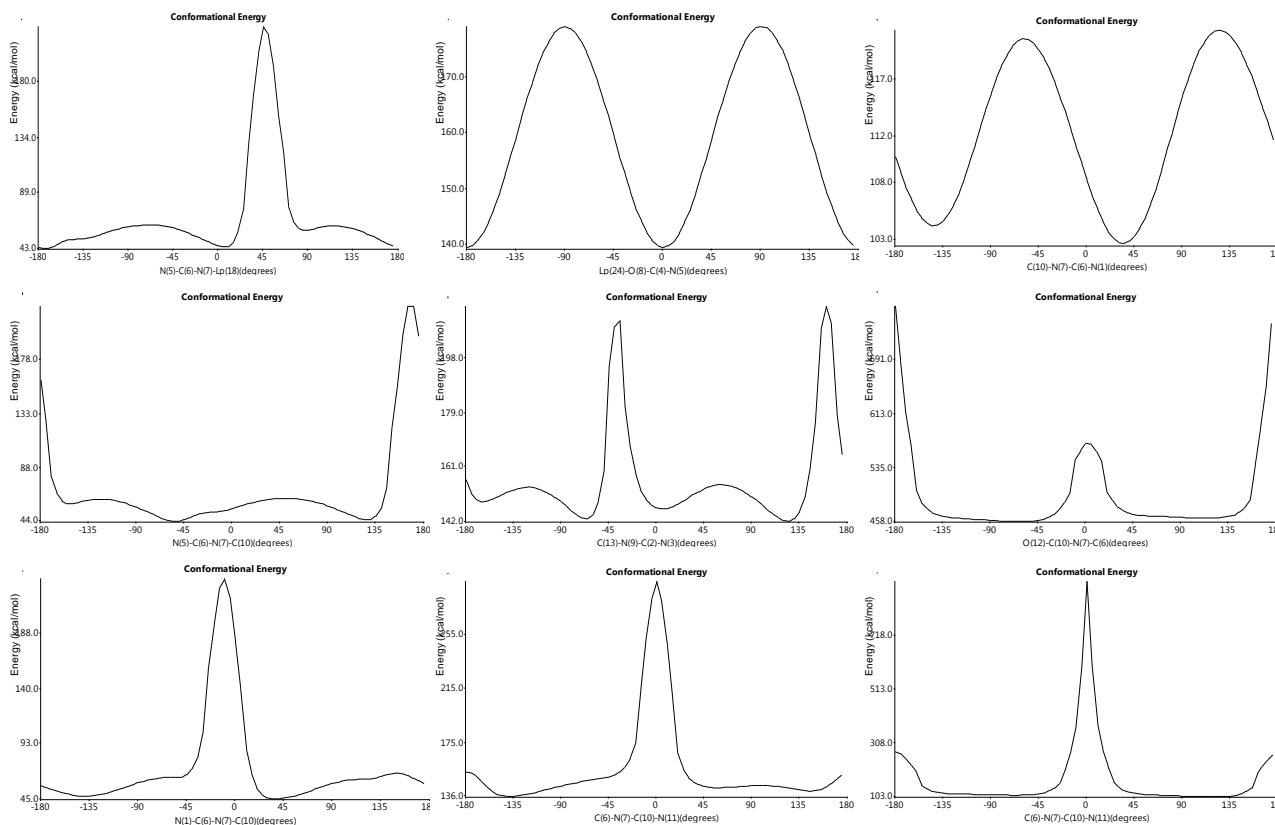 Conformational Energy
Energy (kcal/mol)
180.0
134.0
89.0
43.0
-180 -135 -90 -45 0 45 90 135 180
N(5)-C(6)-N(7)-Lp(18)(degrees)
Conformational Energy
Energy (kcal/mol)
170.0
160.0
150.0
140.0
-180 -135 -90 -45 0 45 90 135
Lp(24)-O(8)-C(4)-N(5)(degrees)
Conformational Energy
Energy (kcal/mol)
117.0
112.0
108.0
103.0
-180 -135 -90 -45 0 45 90 135
C(10)-N(7)-C(6)-N(1)(degrees)
Conformational Energy
Energy (kcal/mol)
178.0
133.0
88.0
44.0
-180 -135 -90 -45 0 45 90 135 180
N(5)-C(6)-N(7)-C(10)(degrees)
Conformational Energy
Energy (kcal/mol)
198.0
179.0
161.0
142.0
-180 -135 -90 -45 0 45 90 135 180
C(13)-N(9)-C(2)-N(3)(degrees)
Conformational Energy
Energy (kcal/mol)
691.0
613.0
535.0
458.0
-180 -135 -90 -45 0 45 90 135
O(12)-C(10)-N(7)-C(6)(degrees)
Conformational Energy
Energy (kcal/mol)
188.0
140.0
93.0
45.0
-180 -135 -90 -45 0 45 90 135
N(1)-C(6)-N(7)-C(10)(degrees)
Conformational Energy
Energy (kcal/mol)
255.0
215.0
175.0
136.0
-180 -135 -90 -45 0 45 90 135 180
C(6)-N(7)-C(10)-N(11)(degrees)
Conformational Energy
Energy (kcal/mol)
718.0
513.0
308.0
103.0
-180 -135 -90 -45 0 45 90 135
C(6)-N(7)-C(10)-N(11)(degrees)